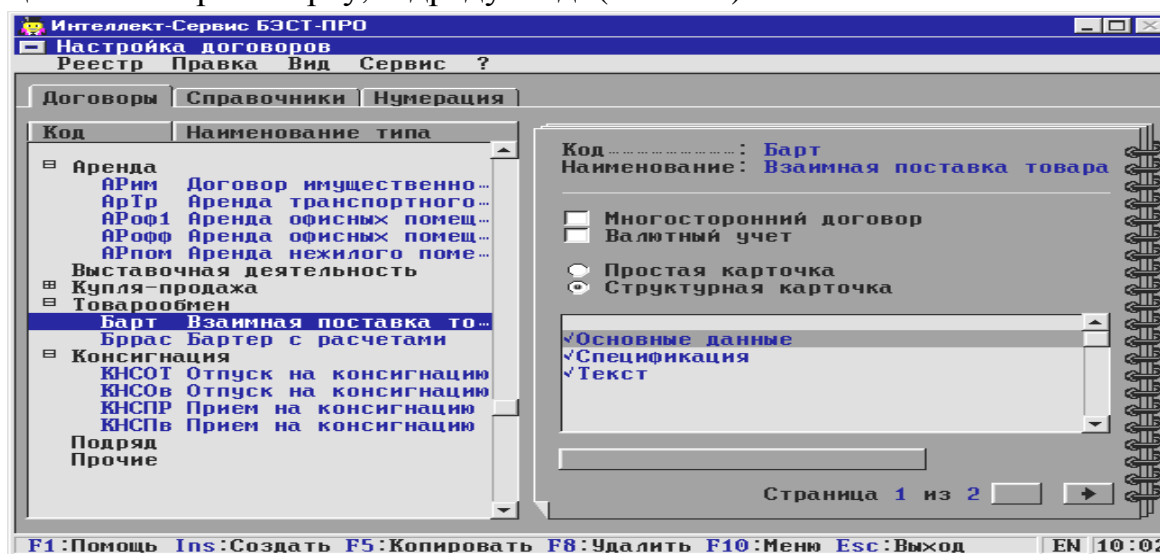 Интеллект-Сервис БЭСТ-ПРО
Настройка договоров
Реестр Правка Вид Сервис ?
Договоры Справочники Нумерация
Код Наименование типа
Аренда
АРим Договор имущественно…
АрТр Аренда транспортного…
АРоф1 Аренда офисных помещ…
АРофф Аренда офисных помещ…
АРпом Аренда нежилого поме…
Выставочная деятельность
Купля-продажа
Товарообмен
Барт Взаимная поставка то…
Бррас Бартер с расчетами
Консигнация
КНСОТ Отпуск на консигнацию
КНСОв Отпуск на консигнацию
КНСПР Прием на консигнацию
КНСПв Прием на консигнацию
Подряд
Прочие
Код……………: Барт
Наименование: Взаимная поставка товара
Многосторонний договор
Валютный учет
Простая карточка
Структурная карточка
√Основные данные
√Спецификация
√Текст
Страница 1 из 2
F1:Помощь Ins:Создать F5:Копировать F8:Удалить F10:Меню Esc:Выход EN 10:02